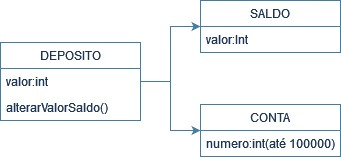 SALDO
valor:Int
DEPOSITO
valor:int
alterarValorSaldo()
CONTA
numero:int(até 100000)